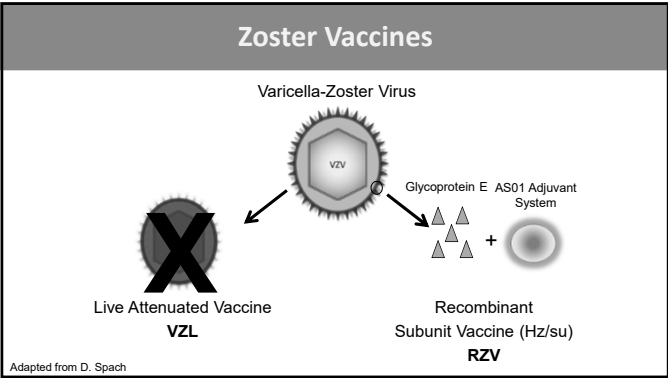 Zoster Vaccines
Varicella-Zoster Virus
VZV
Glycoprotein E
AS01 Adjuvant
System
+
X
Live Attenuated Vaccine
VZL
Recombinant
Subunit Vaccine (Hz/su)
RZV
Adapted from D. Spach